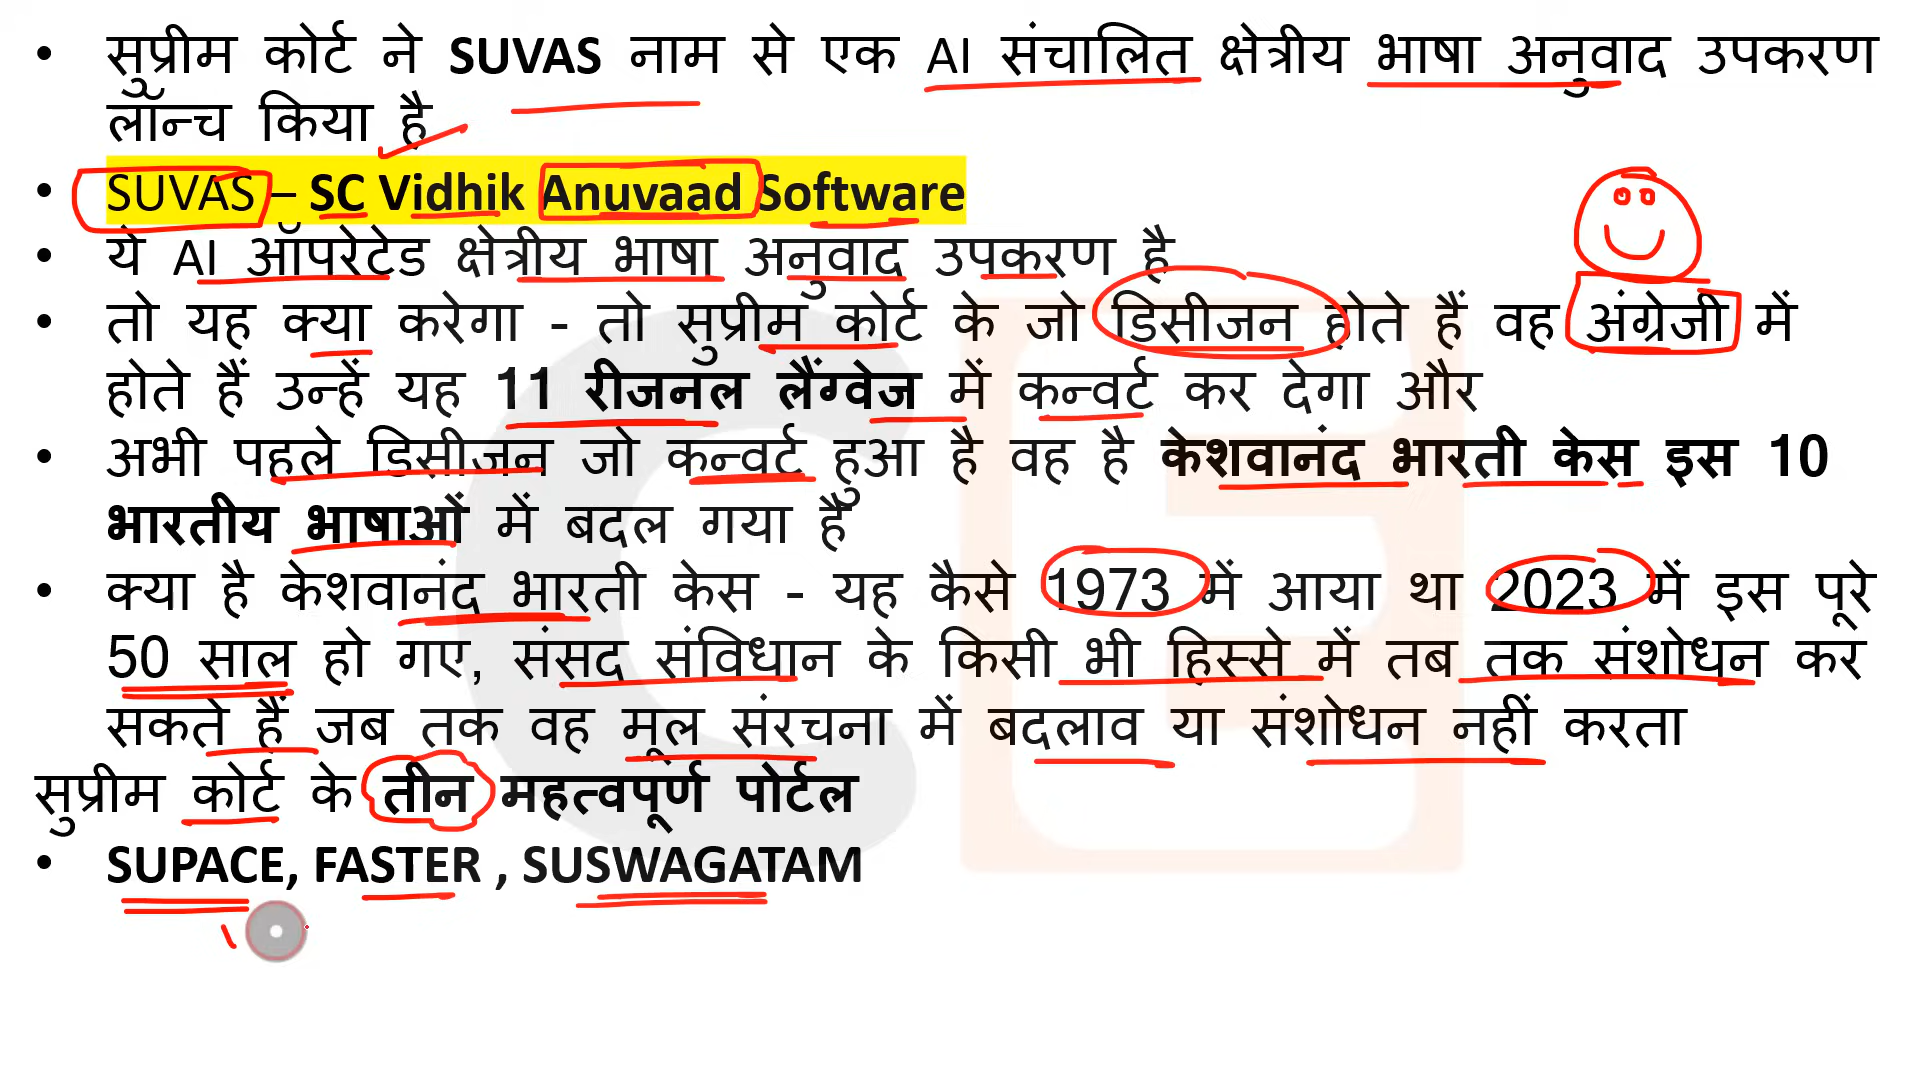 • सुप्रीम कोर्ट ने SUVAS नाम से एक AI संचालित क्षेत्रीय भाषा अनुवाद उपकरण
लॉन्च किया है
• SUVAS – SC Vidhik Anuvaad Software
• ये AI ऑपरेटेड क्षेत्रीय भाषा अनुवाद उपकरण है
• तो यह क्या करेगा - तो सुप्रीम कोर्ट के जो डिसीजन होते हैं वह अंग्रेजी में
होते हैं उन्हें यह 11 रीजनल लैंग्वेज में कन्वर्ट कर देगा और
• अभी पहले डिसीजन जो कन्वर्ट हुआ है वह है केशवानंद भारती केस इस 10
भारतीय भाषाओं में बदल गया है
• क्या है केशवानंद भारती केस - यह कैसे 1973 में आया था 2023 में इस पूरे
50 साल हो गए, संसद संविधान के किसी भी हिस्से में तब तक संशोधन कर
सकते हैं जब तक वह मूल संरचना में बदलाव या संशोधन नहीं करता
सुप्रीम कोर्ट के तीन महत्वपूर्ण पोर्टल
• SUPACE, FASTER , SUSWAGATAM